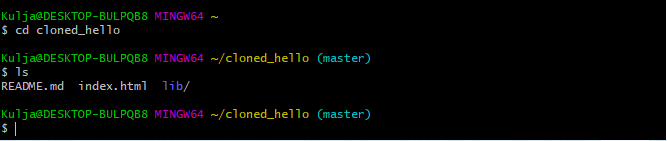 Kulja@DESKTOP-BULPQB8 MINGW64 ~
$ cd cloned_hello
Kulja@DESKTOP-BULPQB8 MINGW64 ~/cloned_hello (master)
$ ls
README.md  index.html  lib/
Kulja@DESKTOP-BULPQB8 MINGW64 ~/cloned_hello (master)
$